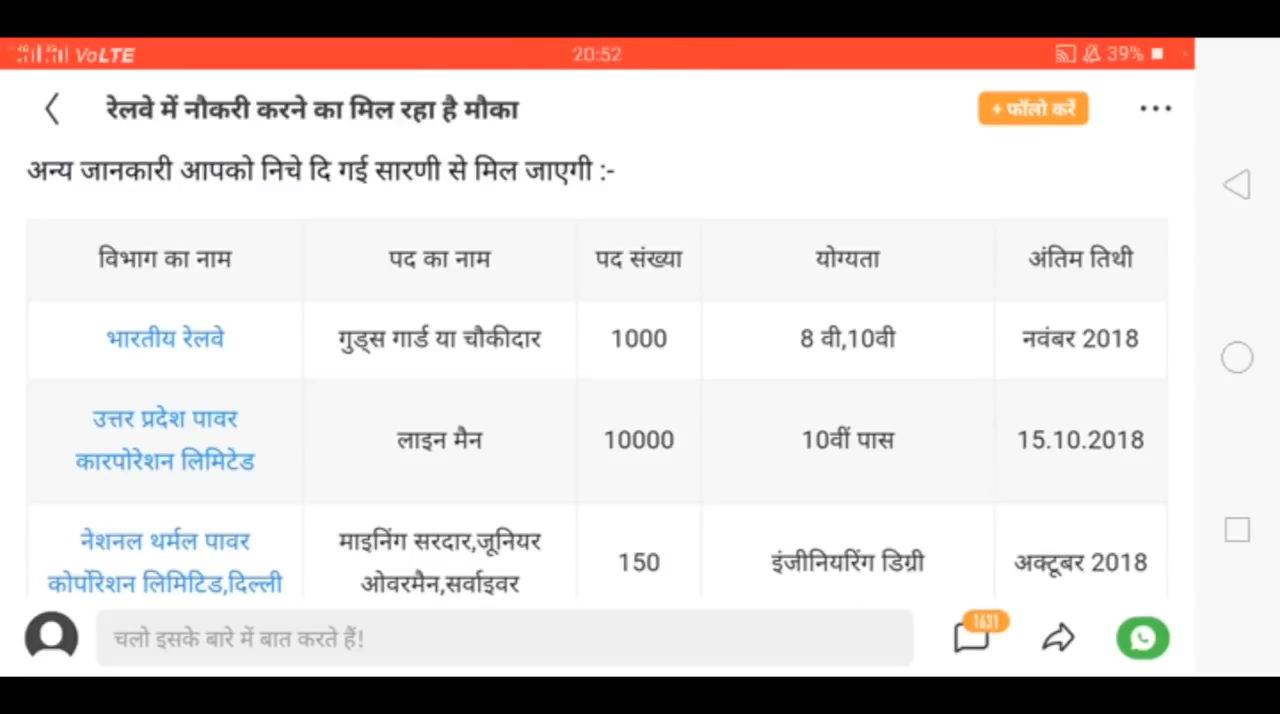 VoLTE 20:52 39%
रेलवे में नौकरी करने का मिल रहा है मौका + फॉलो करें
अन्य जानकारी आपको निचे दि गई सारणी से मिल जाएगी :-
विभाग का नाम पद का नाम पद संख्या योग्यता अंतिम तिथी
भारतीय रेलवे गुड्स गार्ड या चौकीदार 1000 8 वी,10वी नवंबर 2018
उत्तर प्रदेश पावर
कारपोरेशन लिमिटेड लाइन मैन 10000 10वीं पास 15.10.2018
नेशनल थर्मल पावर माइनिंग सरदार,जूनियर
कोर्पोरेशन लिमिटिड,दिल्ली ओवरमैन,सर्वाइवर 150 इंजीनियरिंग डिग्री अक्टूबर 2018
चलो इसके बारे में बात करते हैं! 1631